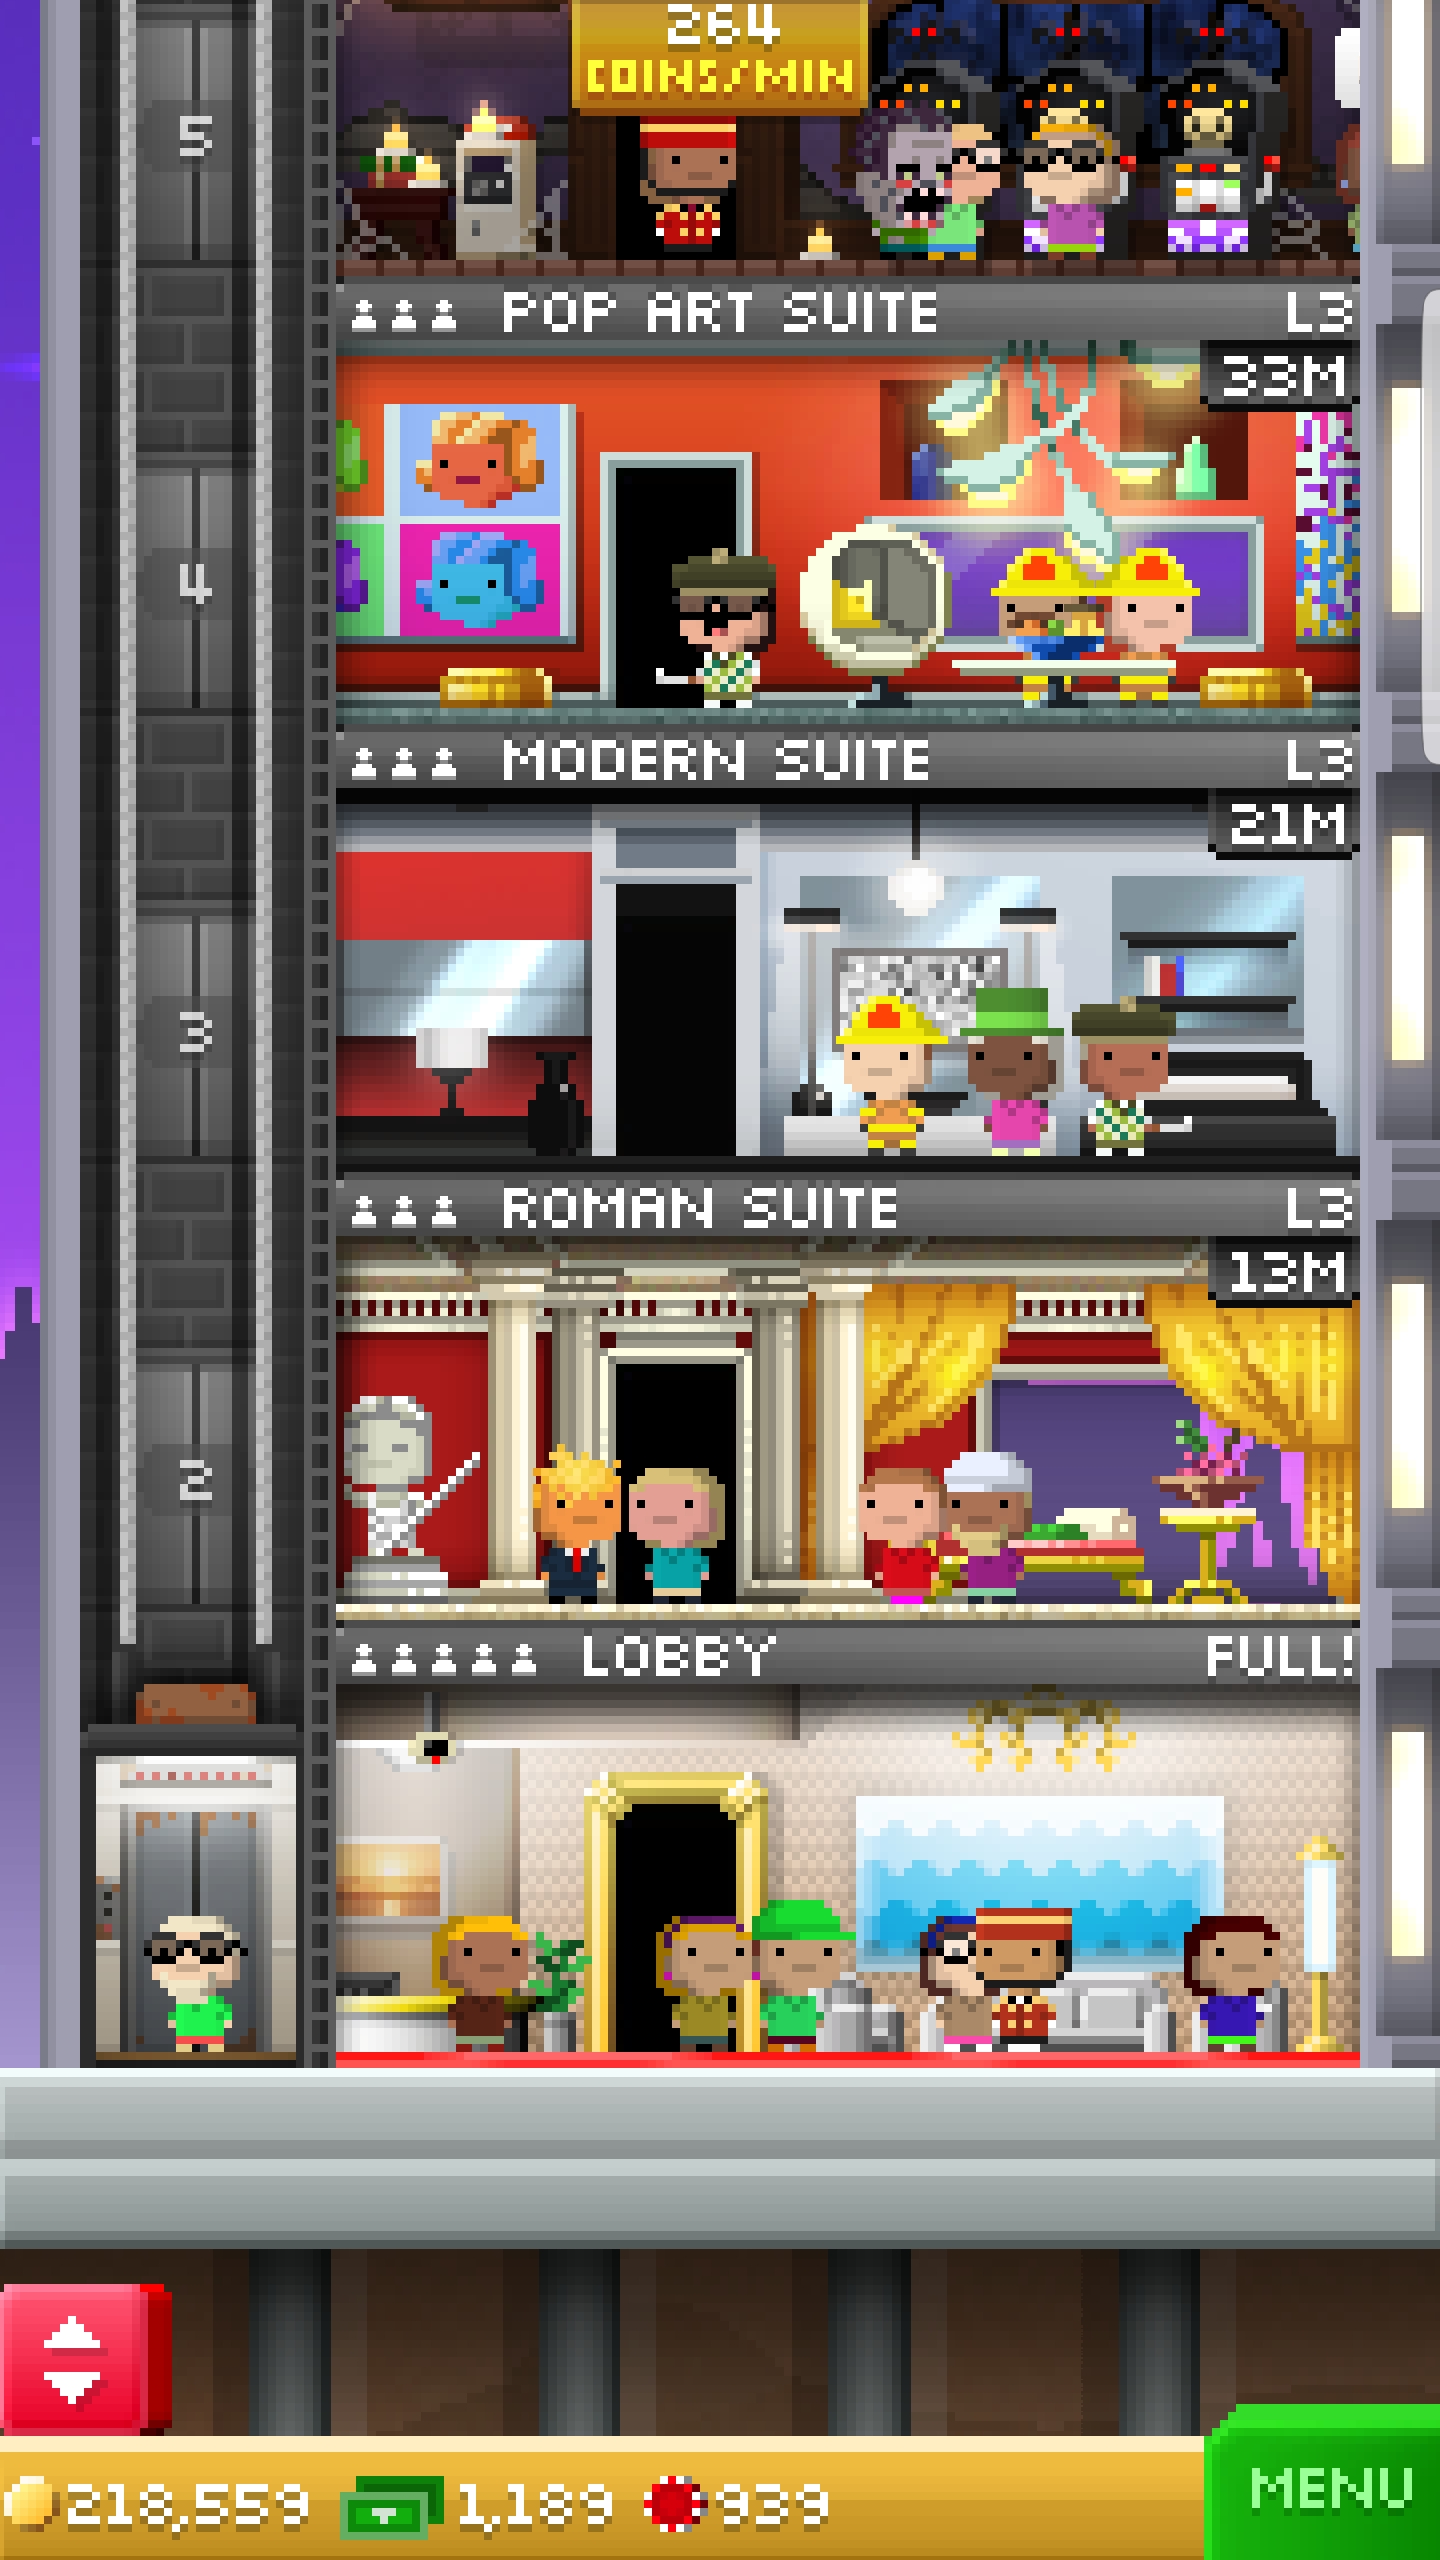 264
COINS/MIN
5
POP ART SUITE L3
33M
4
MODERN SUITE L3
21M
3
ROMAN SUITE L3
13M
2
LOBBY FULL!
218,559 1,189 939
MENU